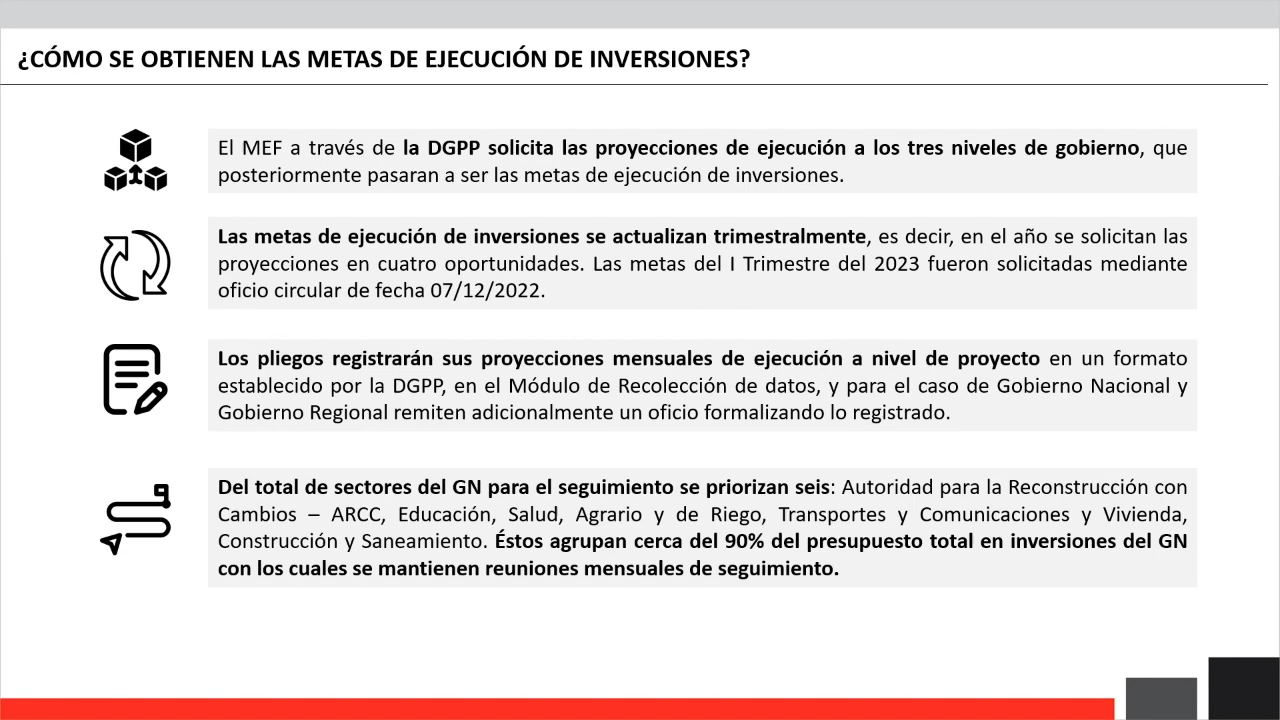 ¿CÓMO SE OBTIENEN LAS METAS DE EJECUCIÓN DE INVERSIONES?
El MEF a través de la DGPP solicita las proyecciones de ejecución a los tres niveles de gobierno, que
posteriormente pasaran a ser las metas de ejecución de inversiones.
Las metas de ejecución de inversiones se actualizan trimestralmente, es decir, en el año se solicitan las
proyecciones en cuatro oportunidades. Las metas del I Trimestre del 2023 fueron solicitadas mediante
oficio circular de fecha 07/12/2022.
Los pliegos registrarán sus proyecciones mensuales de ejecución a nivel de proyecto en un formato
establecido por la DGPP, en el Módulo de Recolección de datos, y para el caso de Gobierno Nacional y
Gobierno Regional remiten adicionalmente un oficio formalizando lo registrado.
Del total de sectores del GN para el seguimiento se priorizan seis: Autoridad para la Reconstrucción con
Cambios – ARCC, Educación, Salud, Agrario y de Riego, Transportes y Comunicaciones y Vivienda,
Construcción y Saneamiento. Éstos agrupan cerca del 90% del presupuesto total en inversiones del GN
con los cuales se mantienen reuniones mensuales de seguimiento.